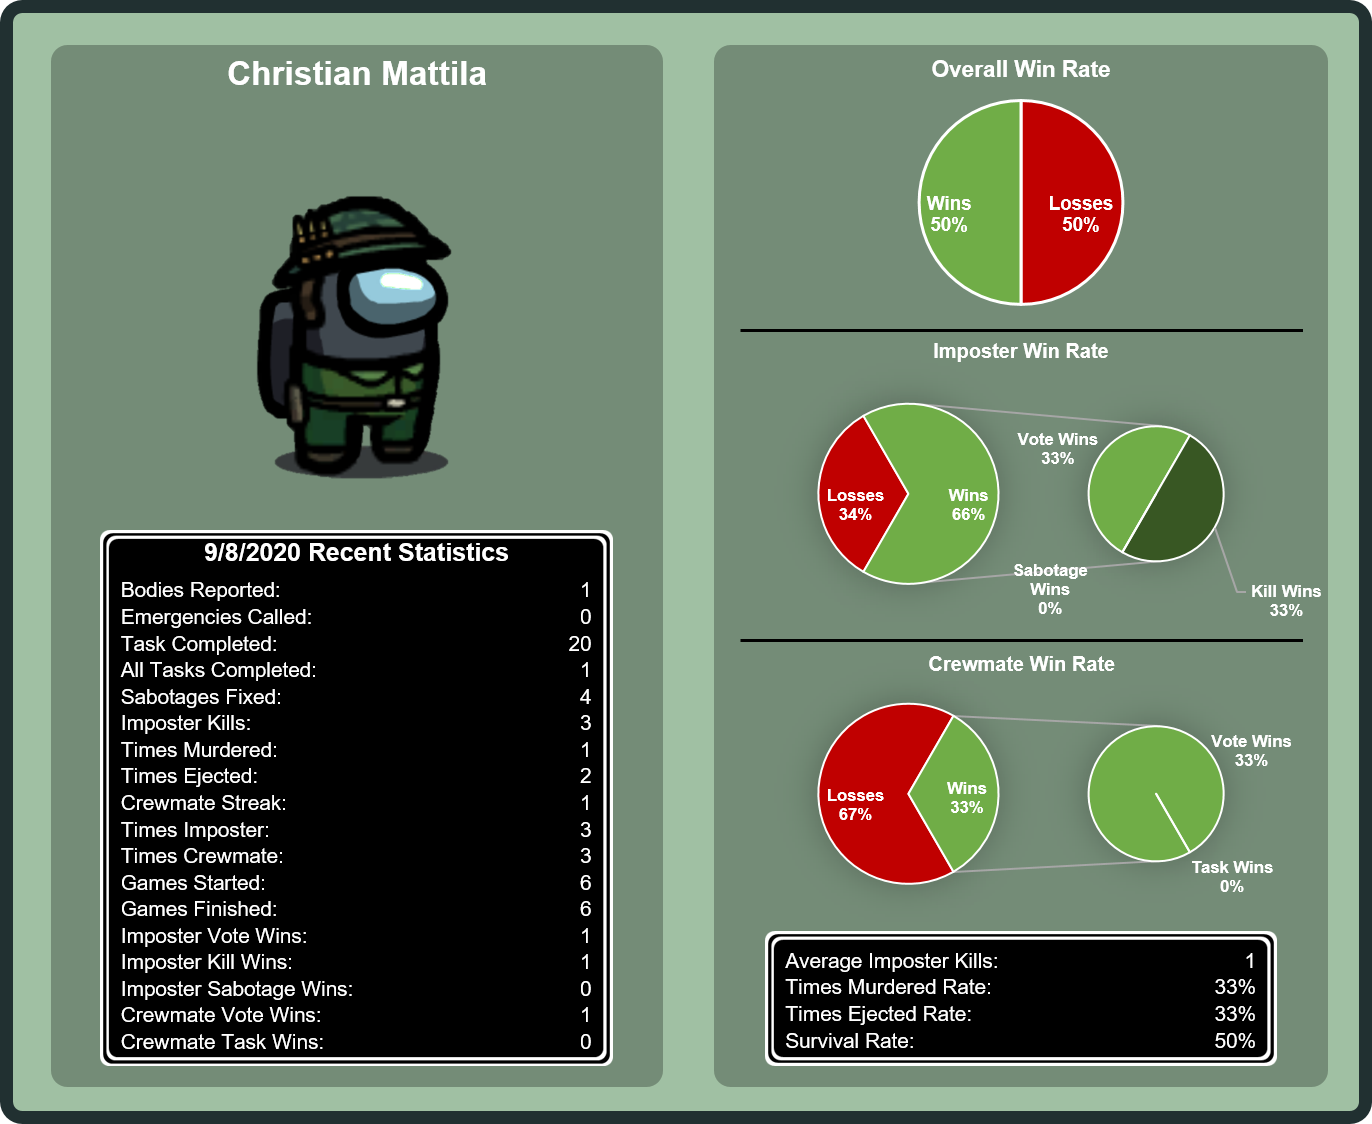 Christian Mattila
9/8/2020 Recent Statistics
Bodies Reported: 1
Emergencies Called: 0
Task Completed: 20
All Tasks Completed: 1
Sabotages Fixed: 4
Imposter Kills: 3
Times Murdered: 1
Times Ejected: 2
Crewmate Streak: 1
Times Imposter: 3
Times Crewmate: 3
Games Started: 6
Games Finished: 6
Imposter Vote Wins: 1
Imposter Kill Wins: 1
Imposter Sabotage Wins: 0
Crewmate Vote Wins: 1
Crewmate Task Wins: 0
Overall Win Rate
Wins
50%
Losses
50%
Imposter Win Rate
Losses
34%
Wins
66%
Vote Wins
33%
Sabotage
Wins
0%
Kill Wins
33%
Crewmate Win Rate
Losses
67%
Wins
33%
Vote Wins
33%
Task Wins
0%
Average Imposter Kills: 1
Times Murdered Rate: 33%
Times Ejected Rate: 33%
Survival Rate: 50%